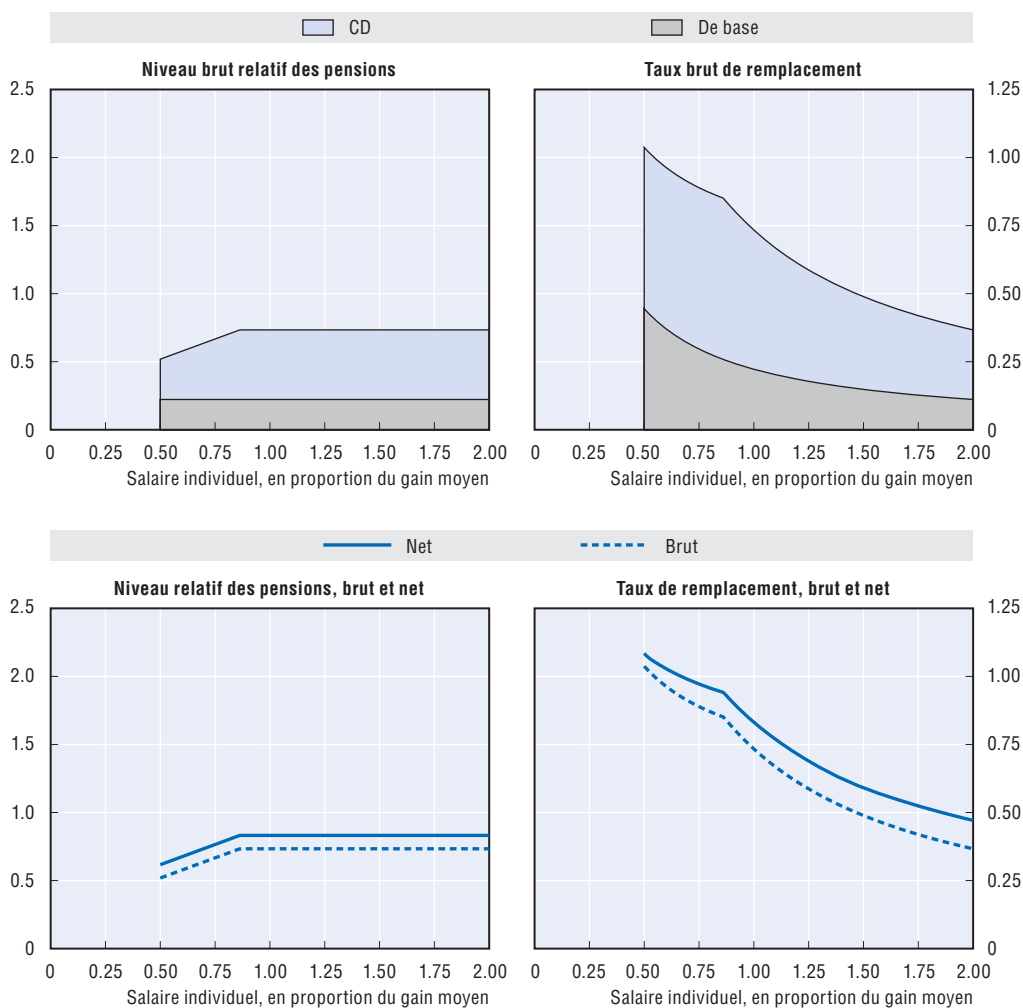 CD De base
Niveau brut relatif des pensions
2.5
2.0
1.5
1.0
0.5
0
0 0.25 0.50 0.75 1.00 1.25 1.50 1.75 2.00
Salaire individuel, en proportion du gain moyen
Taux brut de remplacement
1.25
1.00
0.75
0.50
0.25
0
0 0.25 0.50 0.75 1.00 1.25 1.50 1.75 2.00
Salaire individuel, en proportion du gain moyen
Net Brut
Niveau relatif des pensions, brut et net
2.5
2.0
1.5
1.0
0.5
0
0 0.25 0.50 0.75 1.00 1.25 1.50 1.75 2.00
Salaire individuel, en proportion du gain moyen
Taux de remplacement, brut et net
1.25
1.00
0.75
0.50
0.25
0
0 0.25 0.50 0.75 1.00 1.25 1.50 1.75 2.00
Salaire individuel, en proportion du gain moyen